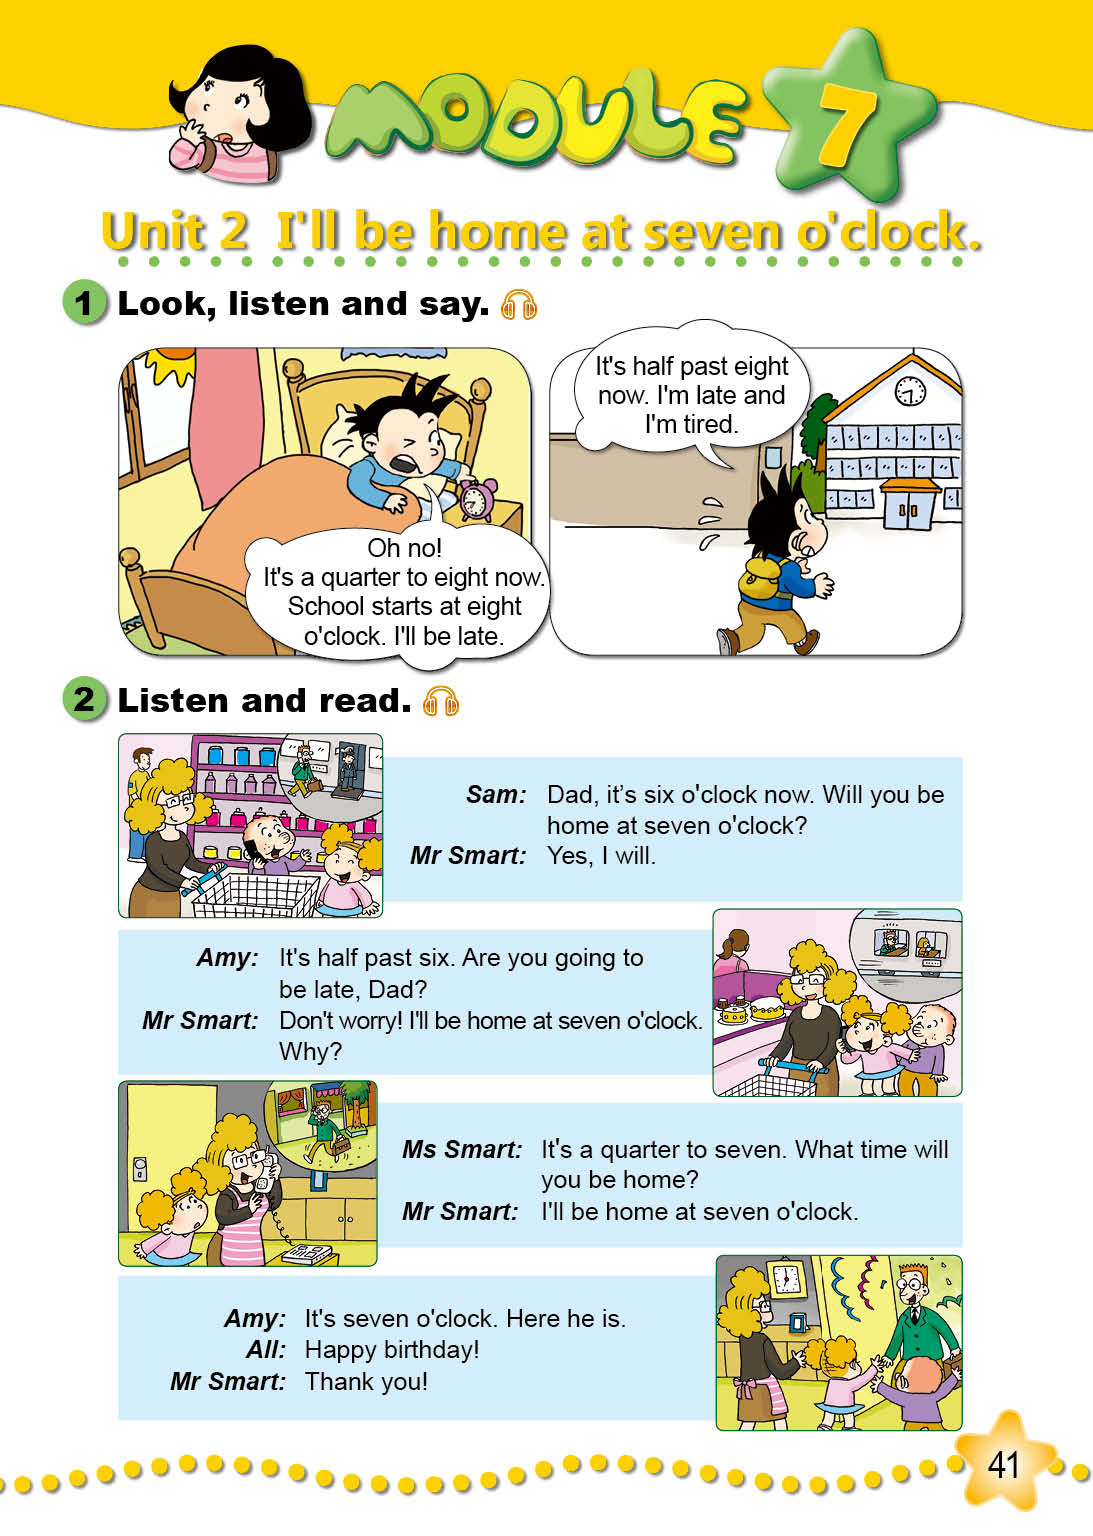 MODULE 7
Unit 2 I'll be home at seven o'clock.
1 Look, listen and say.
Oh no!
It's a quarter to eight now.
School starts at eight
o'clock. I'll be late.
It's half past eight
now. I'm late and
I'm tired.
2 Listen and read.
Sam: Dad, it's six o'clock now. Will you be
home at seven o'clock?
Mr Smart: Yes, I will.
Amy: It's half past six. Are you going to
be late, Dad?
Mr Smart: Don't worry! I'll be home at seven o'clock.
Why?
Ms Smart: It's a quarter to seven. What time will
you be home?
Mr Smart: I'll be home at seven o'clock.
Amy: It's seven o'clock. Here he is.
All: Happy birthday!
Mr Smart: Thank you!
41